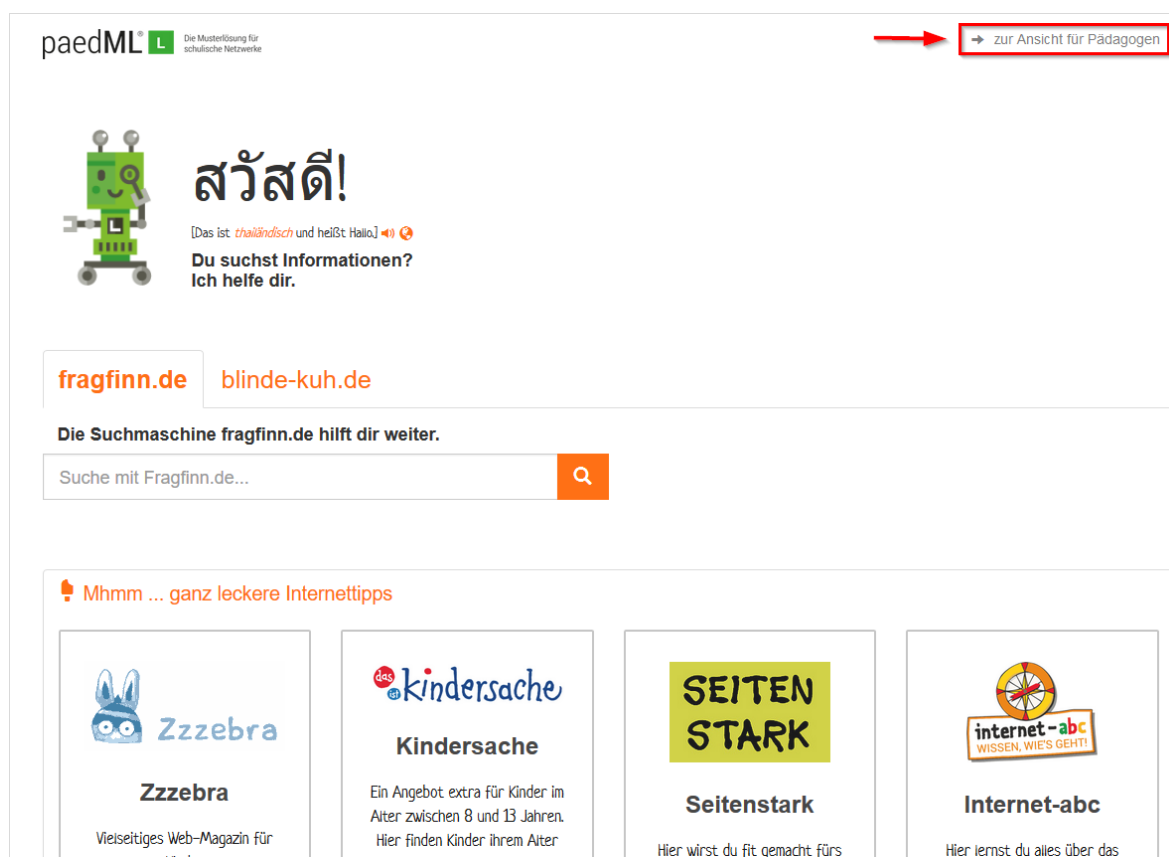 paedML® L Die Musterlösung für
schulische Netzwerke
zur Ansicht für Pädagogen
สวัสดี!
L
[Das ist thailändisch und heißt Hallo.]
Du suchst Informationen?
Ich helfe dir.
fragfinn.de blinde-kuh.de
Die Suchmaschine fragfinn.de hilft dir weiter.
Suche mit Fragfinn.de...
Mhmm ... ganz leckere Internettipps
Zzzebra
Zzzebra
Vielseitiges Web-Magazin für
das ist kindersache
Kindersache
Ein Angebot extra für Kinder im
Alter zwischen 8 und 13 Jahren.
Hier finden Kinder ihrem Alter
SEITEN
STARK
Seitenstark
Hier wirst du fit gemacht fürs
internet-abc
WISSEN, WIE'S GEHT!
Internet-abc
Hier lernst du alles über das